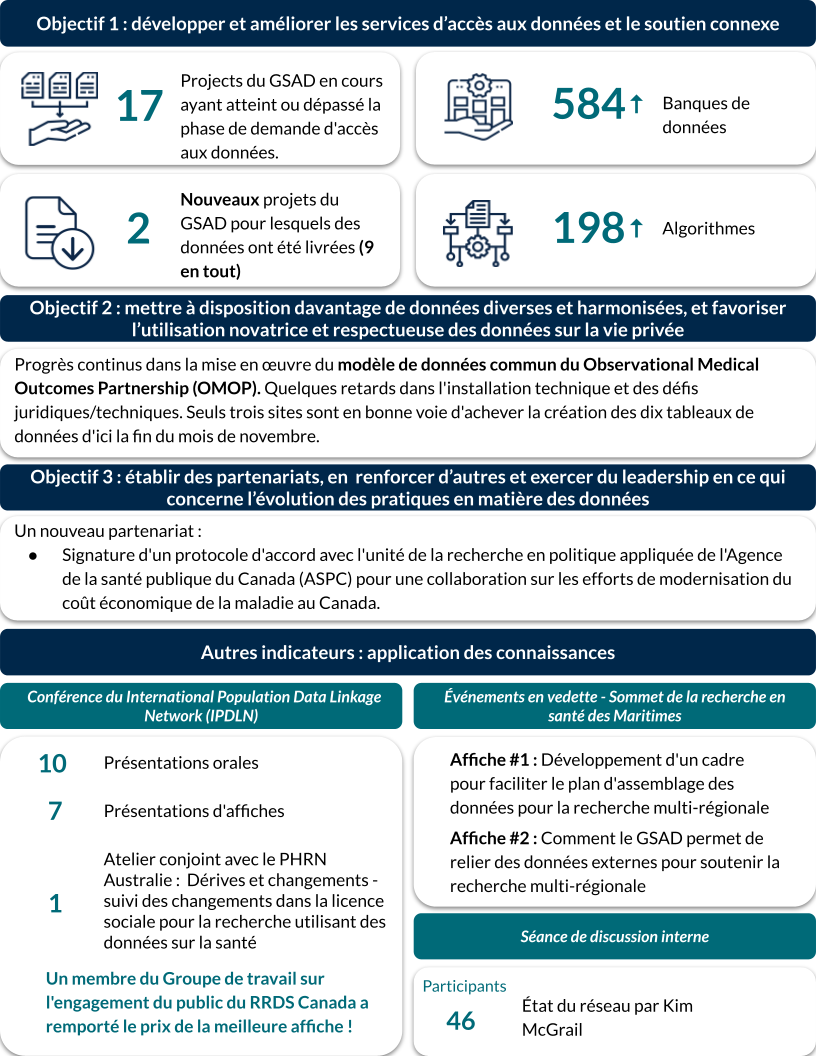 Objectif 1 : développer et améliorer les services d’accès aux données et le soutien connexe
17
Projects du GSAD en cours
ayant atteint ou dépassé la
phase de demande d'accès
aux données.
584↑
Banques de
données
2
Nouveaux projets du
GSAD pour lesquels des
données ont été livrées (9
en tout)
198↑
Algorithmes
Objectif 2 : mettre à disposition davantage de données diverses et harmonisées, et favoriser
l’utilisation novatrice et respectueuse des données sur la vie privée
Progrès continus dans la mise en œuvre du modèle de données commun du Observational Medical
Outcomes Partnership (OMOP). Quelques retards dans l'installation technique et des défis
juridiques/techniques. Seuls trois sites sont en bonne voie d'achever la création des dix tableaux de
données d'ici la fin du mois de novembre.
Objectif 3 : établir des partenariats, en renforcer d’autres et exercer du leadership en ce qui
concerne l’évolution des pratiques en matière des données
Un nouveau partenariat :
● Signature d'un protocole d'accord avec l'unité de la recherche en politique appliquée de l'Agence
de la santé publique du Canada (ASPC) pour une collaboration sur les efforts de modernisation du
coût économique de la maladie au Canada.
Autres indicateurs : application des connaissances
Conférence du International Population Data Linkage
Network (IPDLN)
10
Présentations orales
7
Présentations d'affiches
1
Atelier conjoint avec le PHRN
Australie : Dérives et changements -
suivi des changements dans la licence
sociale pour la recherche utilisant des
données sur la santé
Un membre du Groupe de travail sur
l'engagement du public du RRDS Canada a
remporté le prix de la meilleure affiche !
Événements en vedette - Sommet de la recherche en
santé des Maritimes
Affiche #1 : Développement d'un cadre
pour faciliter le plan d'assemblage des
données pour la recherche multi-régionale
Affiche #2 : Comment le GSAD permet de
relier des données externes pour soutenir la
recherche multi-régionale
Séance de discussion interne
Participants
46
État du réseau par Kim
McGrail